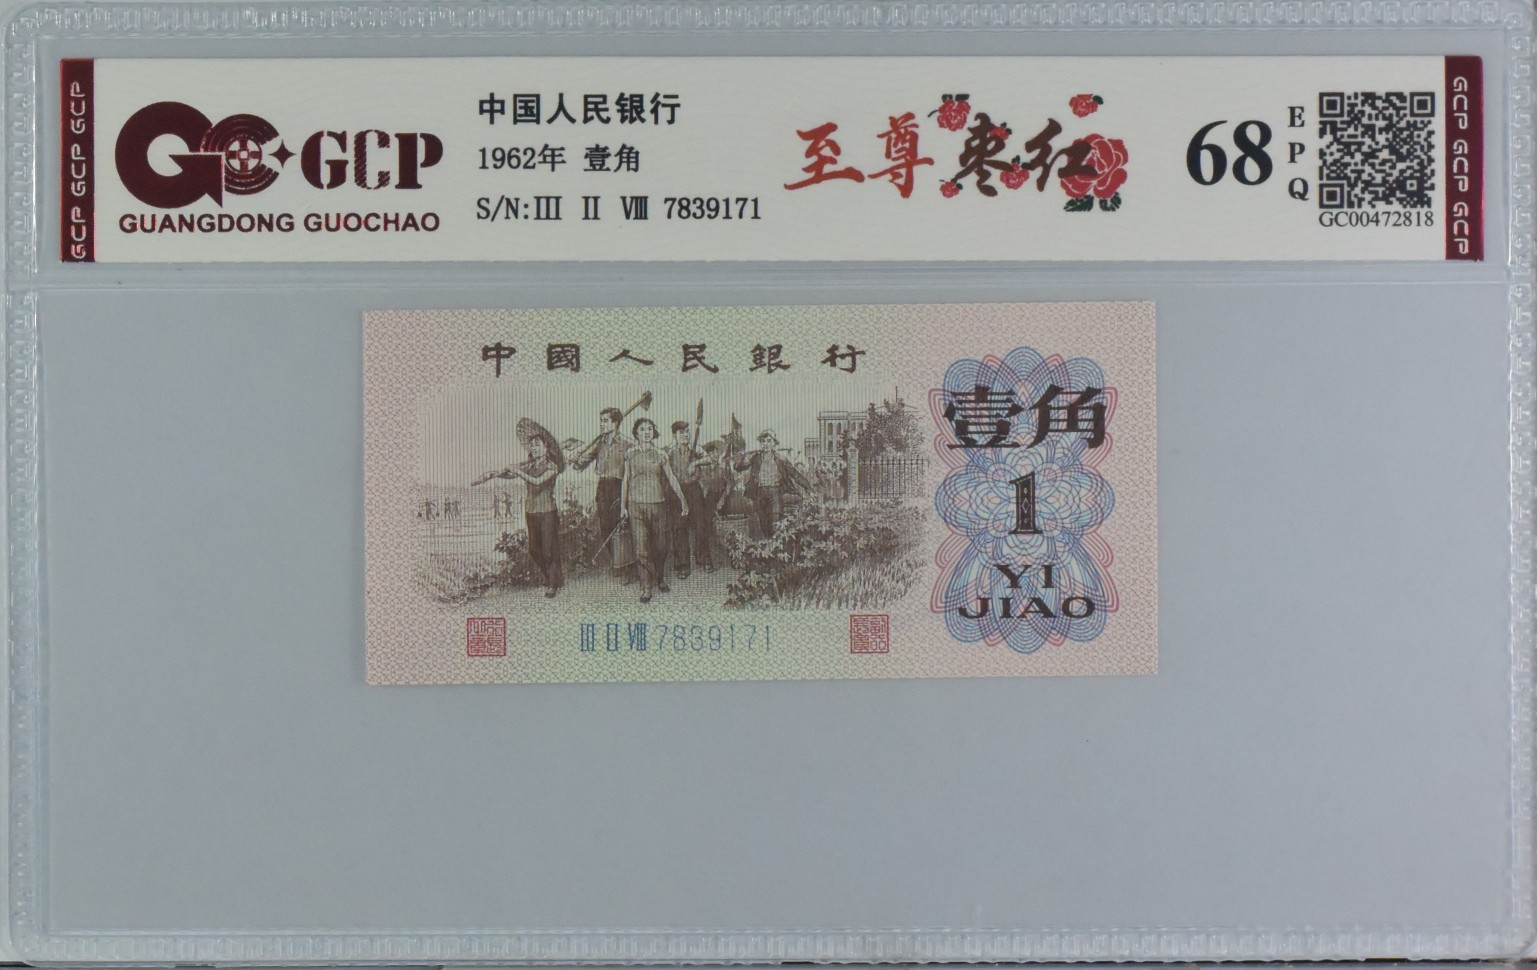 GCP GCP GCP
GCP
GUANGDONG GUOCHAO
中国人民银行
1962年 壹角
S/N:III II VIII 7839171
至尊枣红
68
EPQ
GC00472818
GCP GCP GCP
中國人民銀行
壹角
1
YI
JIAO
III II VIII 7839171